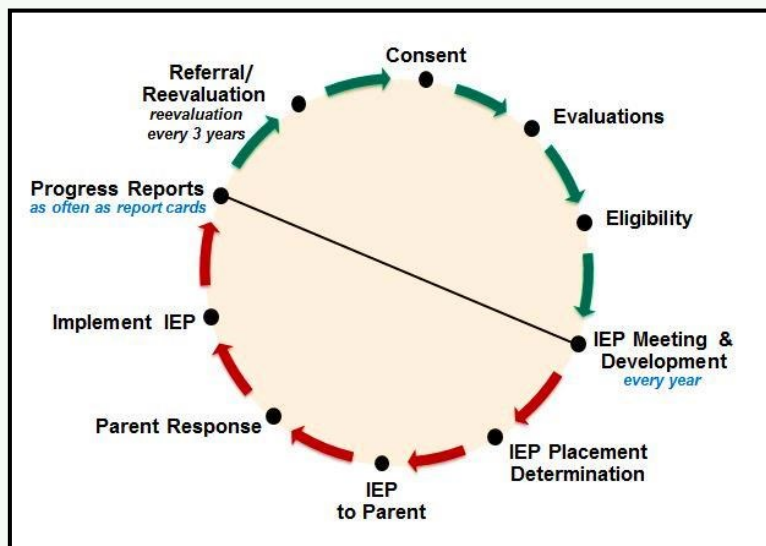 Consent
Referral/
Reevaluation
reevaluation
every 3 years
Evaluations
Progress Reports
as often as report cards
Eligibility
Implement IEP
IEP Meeting &
Development
every year
Parent Response
IEP Placement
Determination
IEP
to Parent